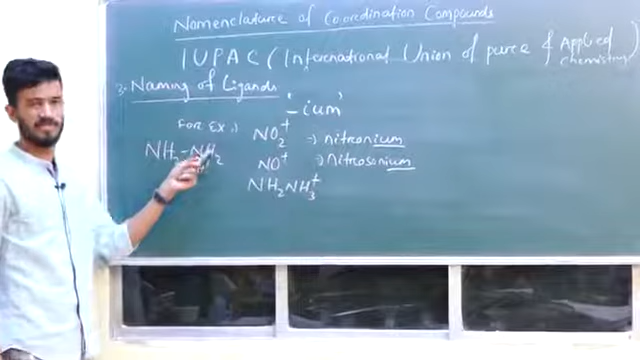 Nomenclature of Coordination Compounds
IUPAC (International Union of pure & Applied Chemistry)
3. Naming of Ligands
'-ium'
For Ex:)
NO₂⁺ => nitronium
NH₂-NH₂
NO⁺ => nitrosonium
NH₂NH₃⁺